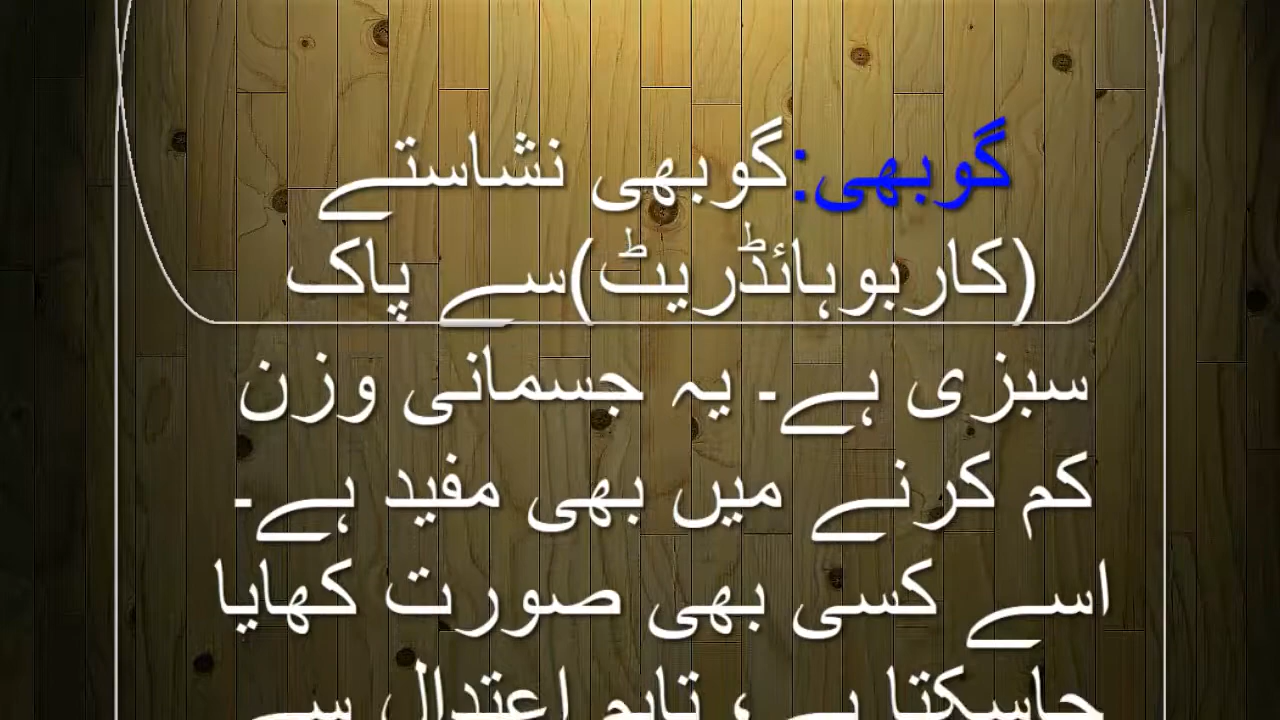 گوبھی:گوبھی نشاستے
(کاربوہائڈریٹ)سے پاک
سبزی ہے۔ یہ جسمانی وزن
کم کرنے میں بھی مفید ہے۔
اسے کسی بھی صورت کھایا
جاسکتا ہے، تاہم اعتدال سے